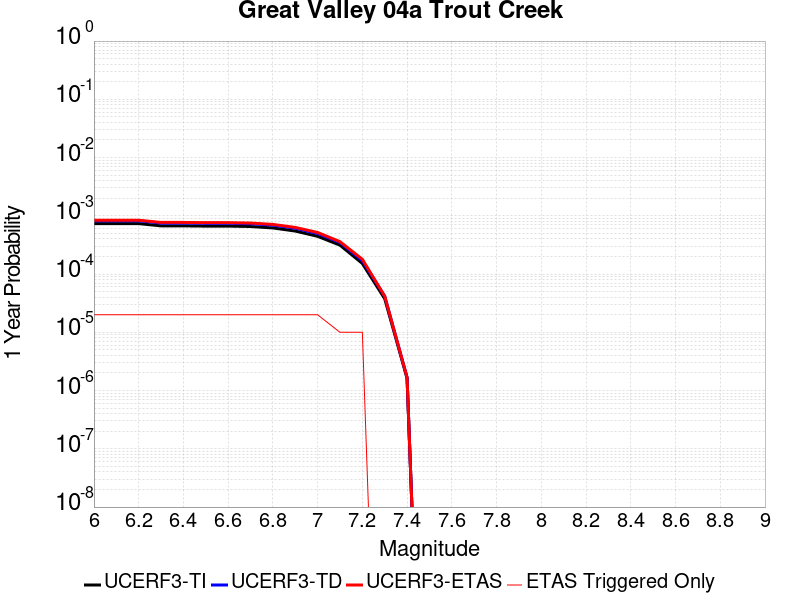 Great Valley 04a Trout Creek
10^0
10^-1
10^-2
10^-3
10^-4
10^-5
10^-6
10^-7
10^-8
1 Year Probability
6 6.2 6.4 6.6 6.8 7 7.2 7.4 7.6 7.8 8 8.2 8.4 8.6 8.8 9
Magnitude
UCERF3-TI UCERF3-TD UCERF3-ETAS ETAS Triggered Only